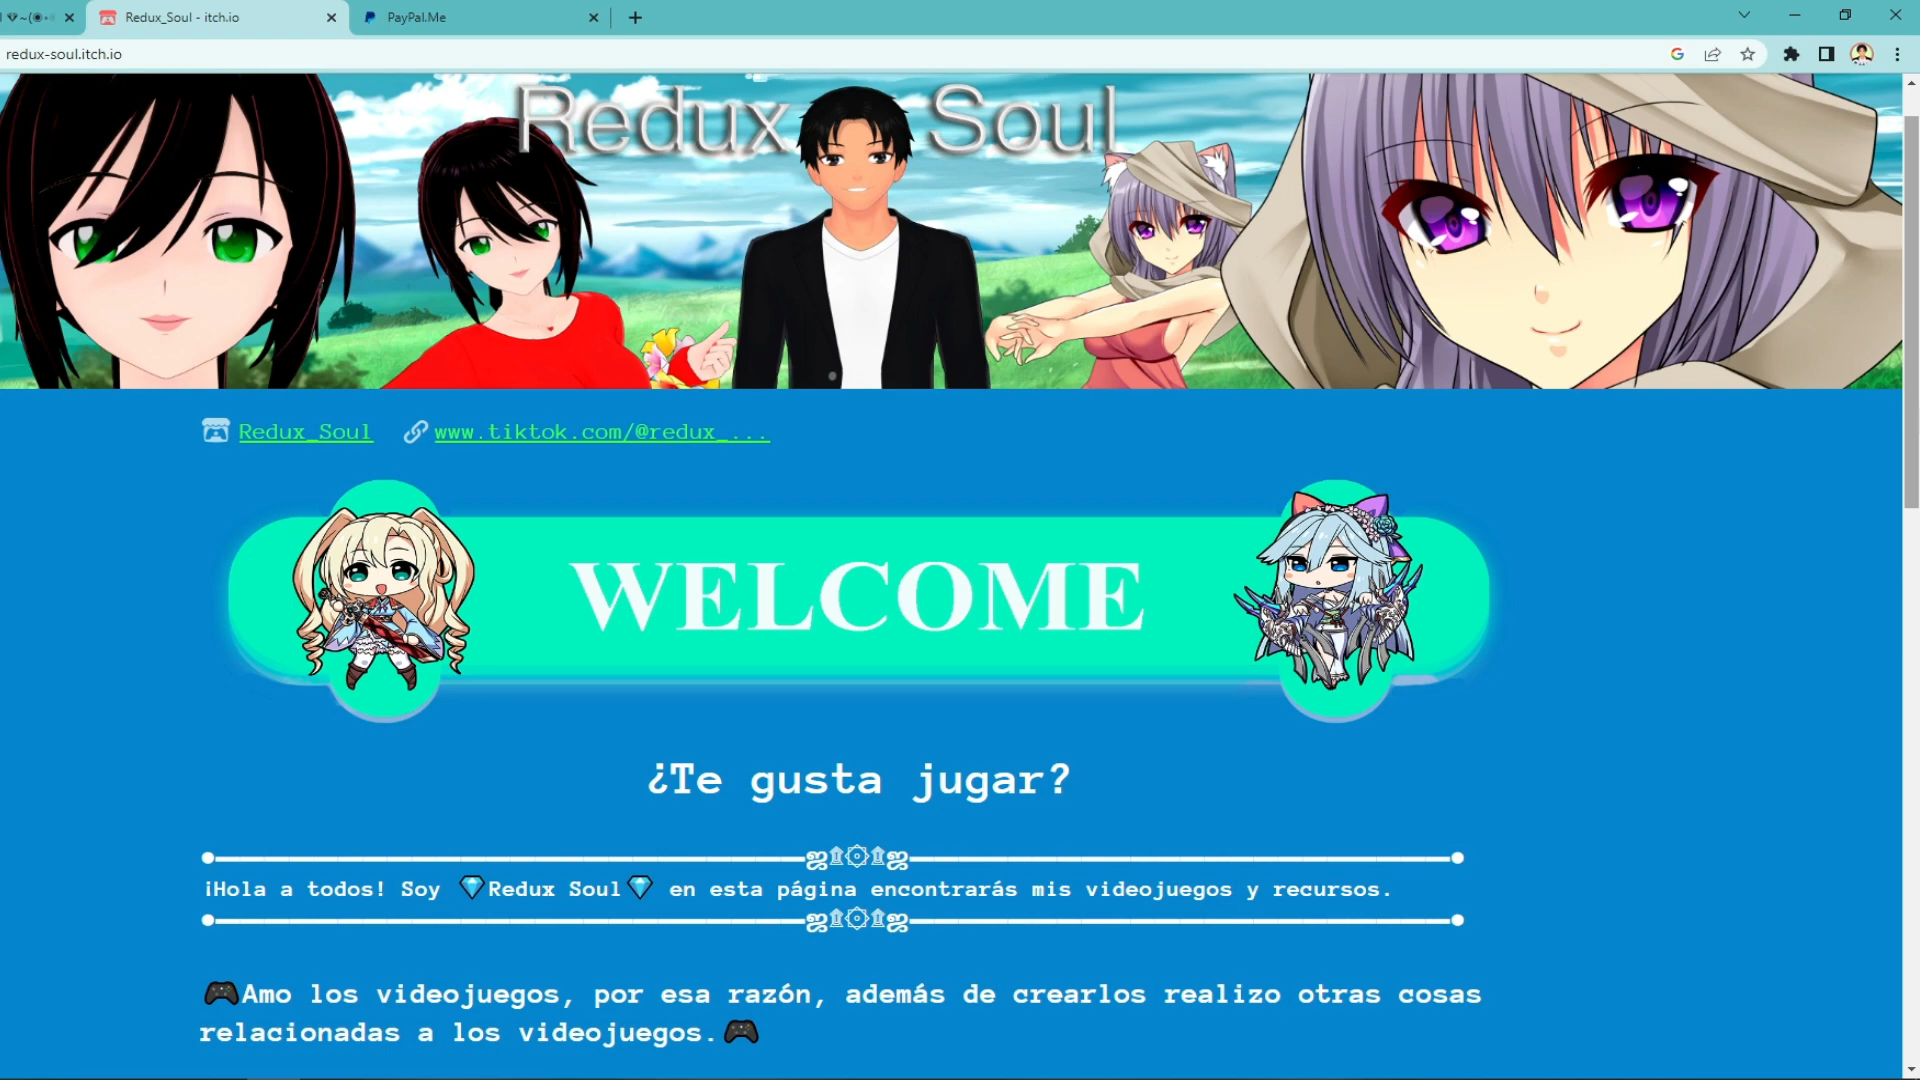 Redux_Soul - itch.io
PayPal.Me
redux-soul.itch.io
Redux Soul
Redux_Soul www.tiktok.com/@redux_...
WELCOME
¿Te gusta jugar?
●━━━━━━━━ஜ۩۞۩ஜ━━━━━━━━●
¡Hola a todos! Soy 💎Redux Soul💎 en esta página encontrarás mis videojuegos y recursos.
●━━━━━━━━ஜ۩۞۩ஜ━━━━━━━━●
🎮Amo los videojuegos, por esa razón, además de crearlos realizo otras cosas
relacionadas a los videojuegos.🎮